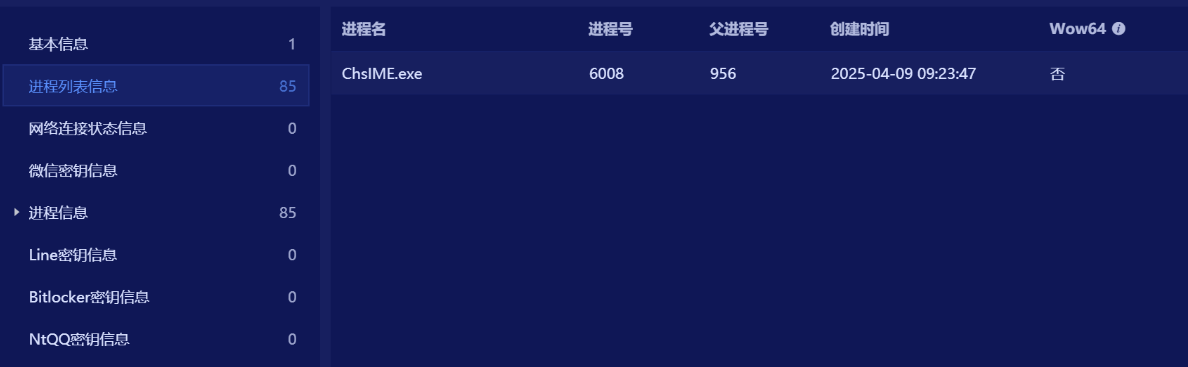 基本信息 1
进程列表信息 85
网络连接状态信息 0
微信密钥信息 0
进程信息 85
Line密钥信息 0
Bitlocker密钥信息 0
NtQQ密钥信息 0
进程名 进程号 父进程号 创建时间 Wow64
ChsIME.exe 6008 956 2025-04-09 09:23:47 否